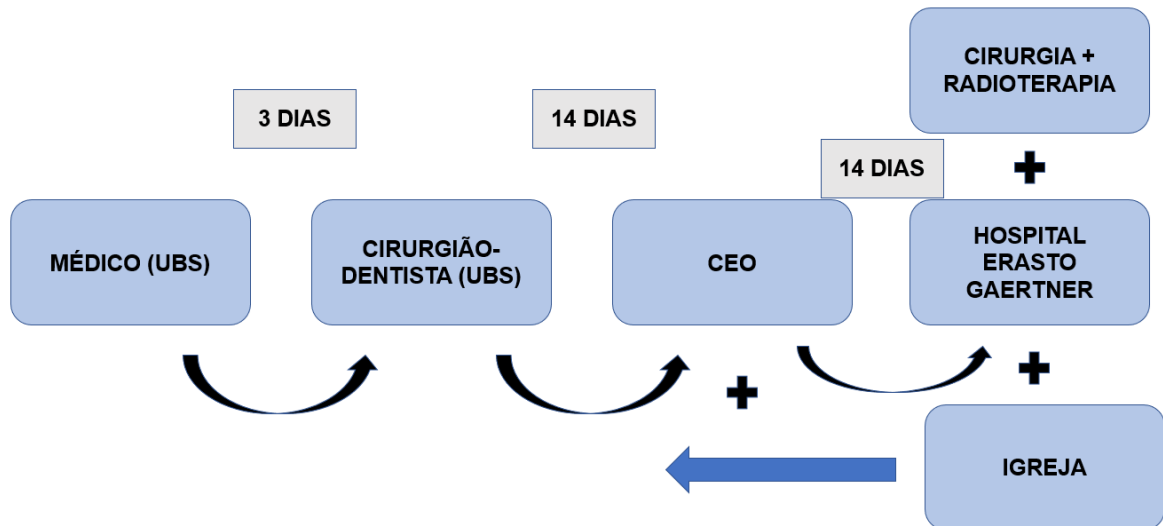 CIRURGIA +
RADIOTERAPIA
3 DIAS
14 DIAS
14 DIAS
MÉDICO (UBS)
CIRURGIÃO-
DENTISTA (UBS)
CEO
HOSPITAL
ERASTO
GAERTNER
IGREJA